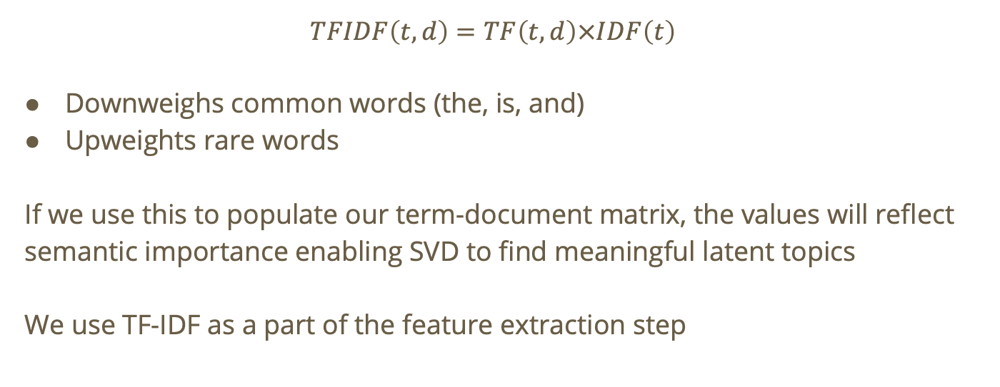 TFIDF(t, d) = TF(t, d)×IDF(t)
● Downweighs common words (the, is, and)
● Upweights rare words
If we use this to populate our term-document matrix, the values will reflect
semantic importance enabling SVD to find meaningful latent topics
We use TF-IDF as a part of the feature extraction step